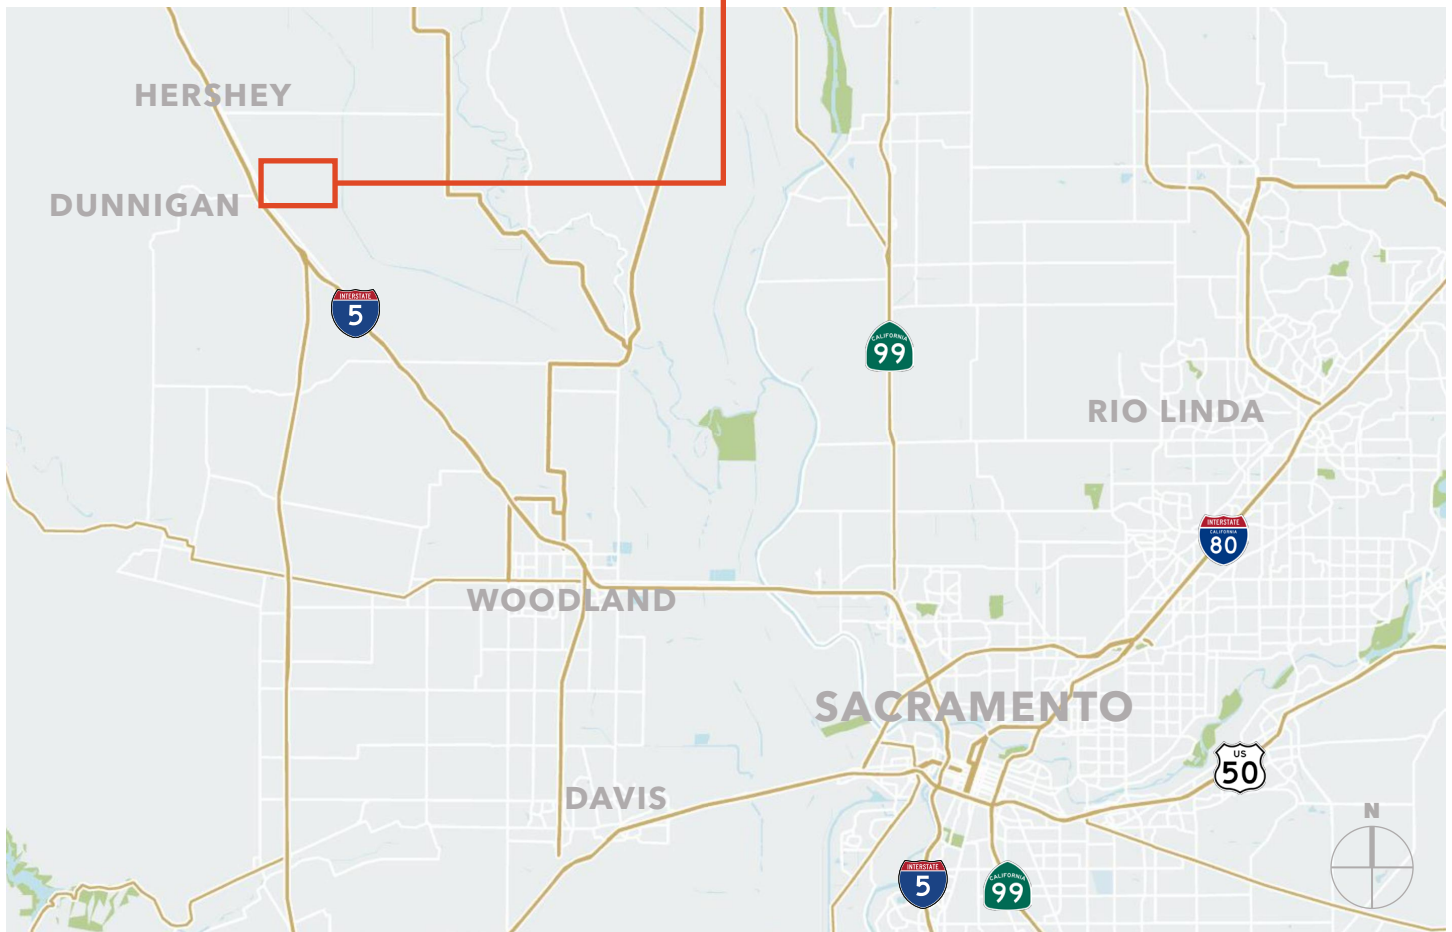 HERSHEY
DUNNIGAN
INTERSTATE
5
CALIFORNIA
99
RIO LINDA
INTERSTATE
CALIFORNIA
80
WOODLAND
SACRAMENTO
US
50
DAVIS
N
INTERSTATE
5
CALIFORNIA
99